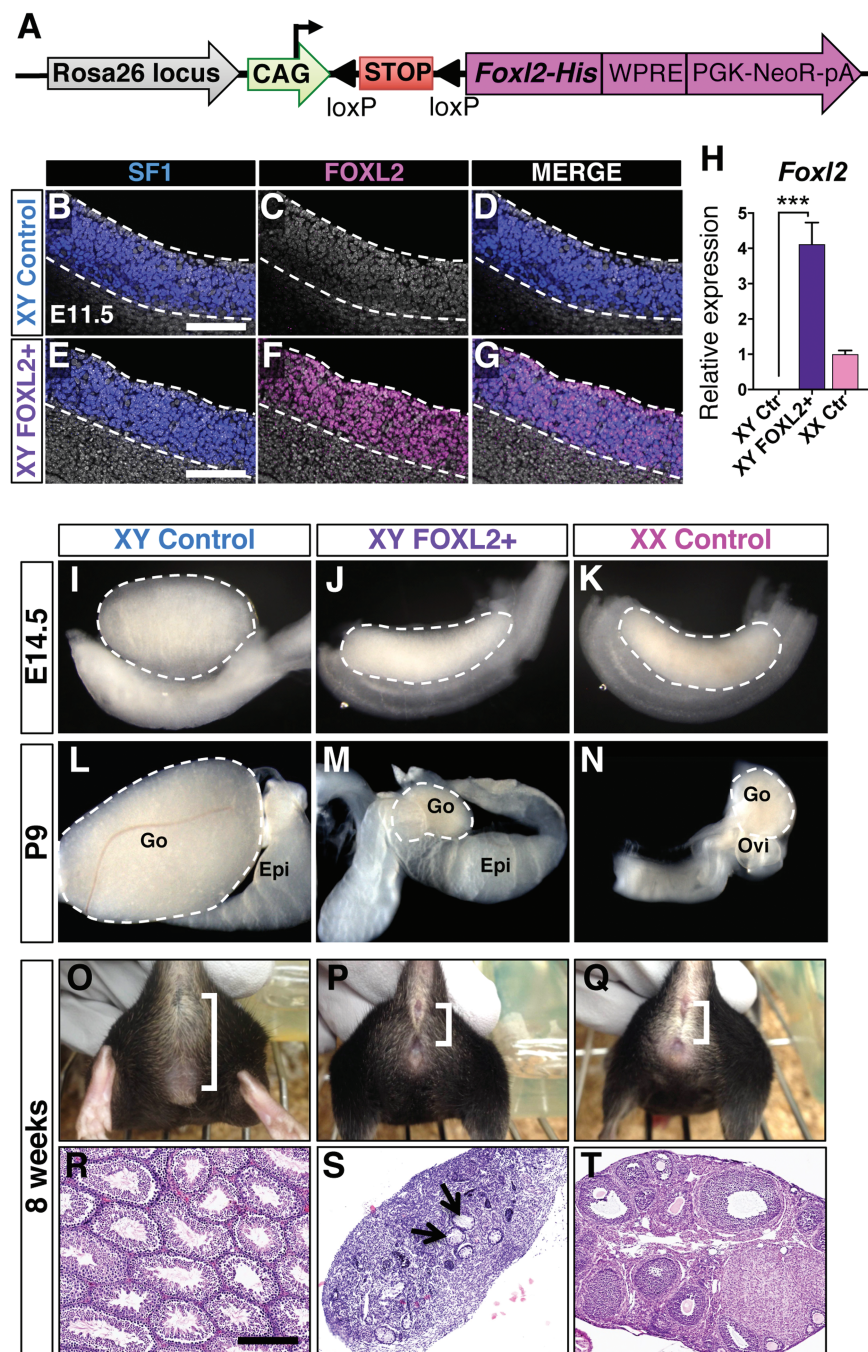 A
Rosa26 locus
CAG
STOP
Foxl2-His
WPRE
PGK-NeoR-pA
loxP
loxP
SF1
FOXL2
MERGE
XY Control
B
C
D
E11.5
XY FOXL2+
E
F
G
H
Foxl2
***
Relative expression
5
4
3
2
1
0
XY Ctr
XY FOXL2+
XX Ctr
XY Control
XY FOXL2+
XX Control
E14.5
I
J
K
P9
L
Go
Epi
M
Go
Epi
N
Go
Ovi
8 weeks
O
P
Q
R
S
T